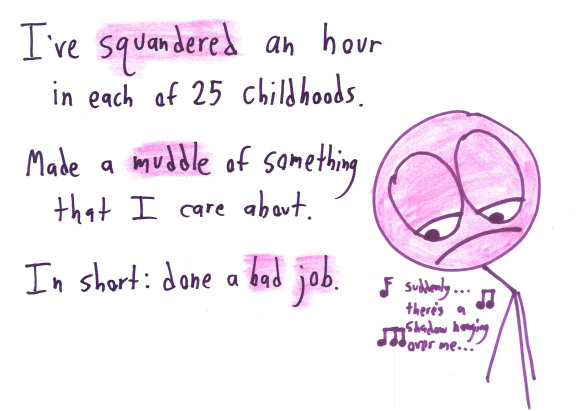 I've squandered an hour
in each of 25 childhoods.
Made a muddle of something
that I care about.
In short: done a bad job.
suddenly...
there's a
shadow hanging
over me...